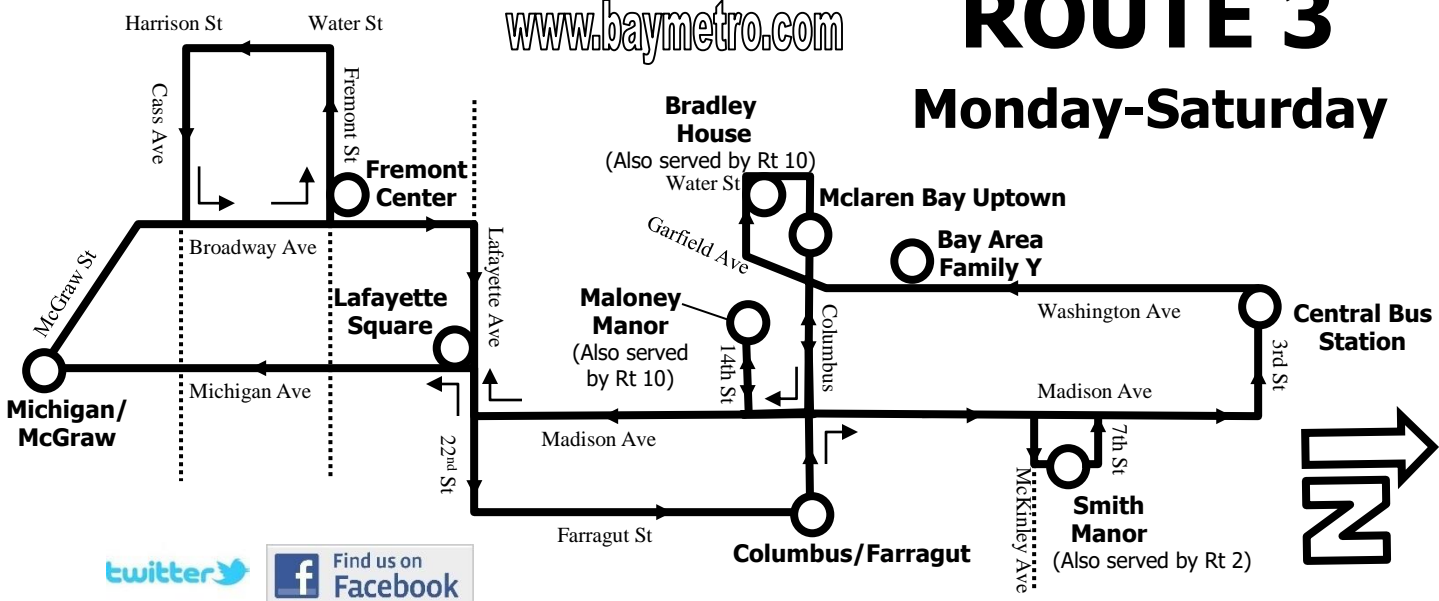 ROUTE 3
Monday-Saturday
www.baymetro.com
Harrison St
Water St
Cass Ave
Fremont St
Fremont
Center
Broadway Ave
McGraw St
Lafayette Ave
Lafayette
Square
Michigan Ave
Michigan/
McGraw
22nd St
Bradley
House
(Also served by Rt 10)
Water St
Mclaren Bay Uptown
Garfield Ave
Bay Area
Family Y
Maloney
Manor
(Also served
by Rt 10)
14th St
Columbus
Washington Ave
Central Bus
Station
3rd St
Madison Ave
Madison Ave
7th St
McKinley Ave
Smith
Manor
(Also served by Rt 2)
Farragut St
Columbus/Farragut
N
twitter
f
Find us on
Facebook